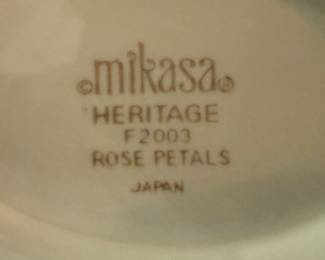 ©mikasa®
HERITAGE
F2003
ROSE PETALS
JAPAN